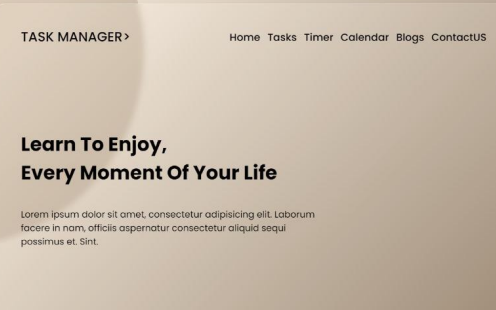 TASK MANAGER>
Home Tasks Timer Calendar Blogs ContactUS
Learn To Enjoy,
Every Moment Of Your Life
Lorem ipsum dolor sit amet, consectetur adipisicing elit. Laborum
facere in nam, officiis aspernatur consectetur aliquid sequi
possimus et. Sint.